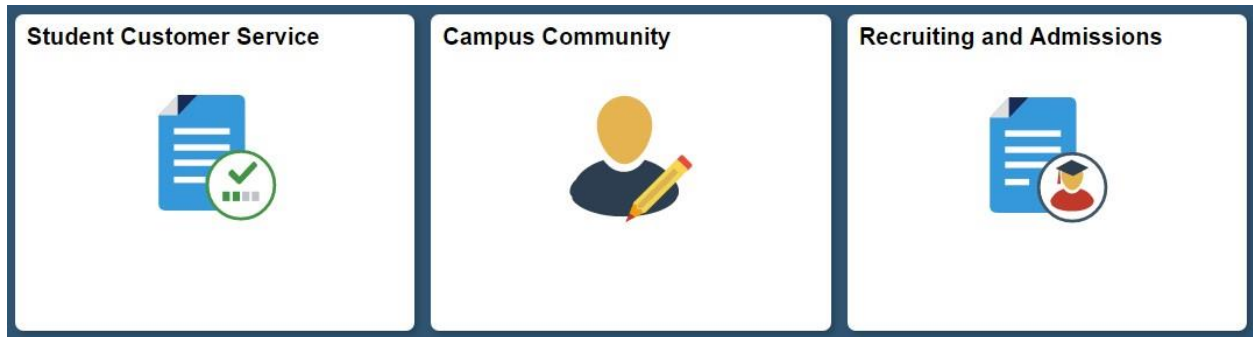 Student Customer Service
Campus Community
Recruiting and Admissions